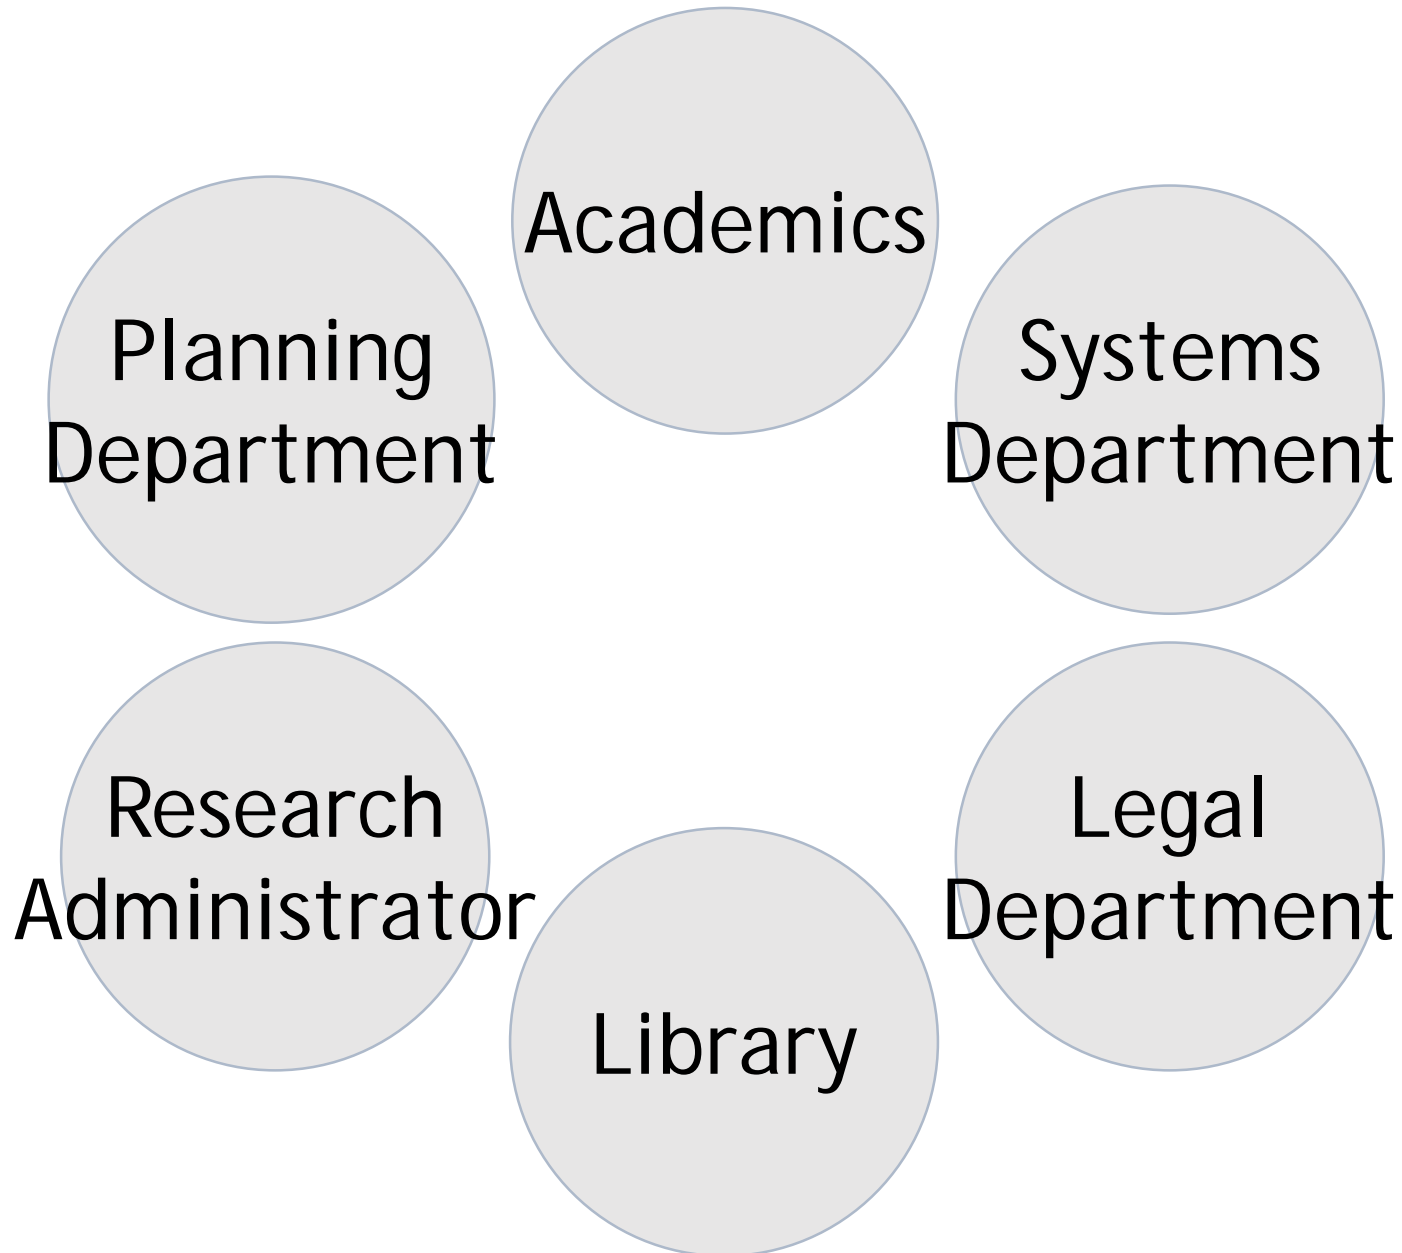 Academics
Planning
Department
Systems
Department
Research
Administrator
Legal
Department
Library